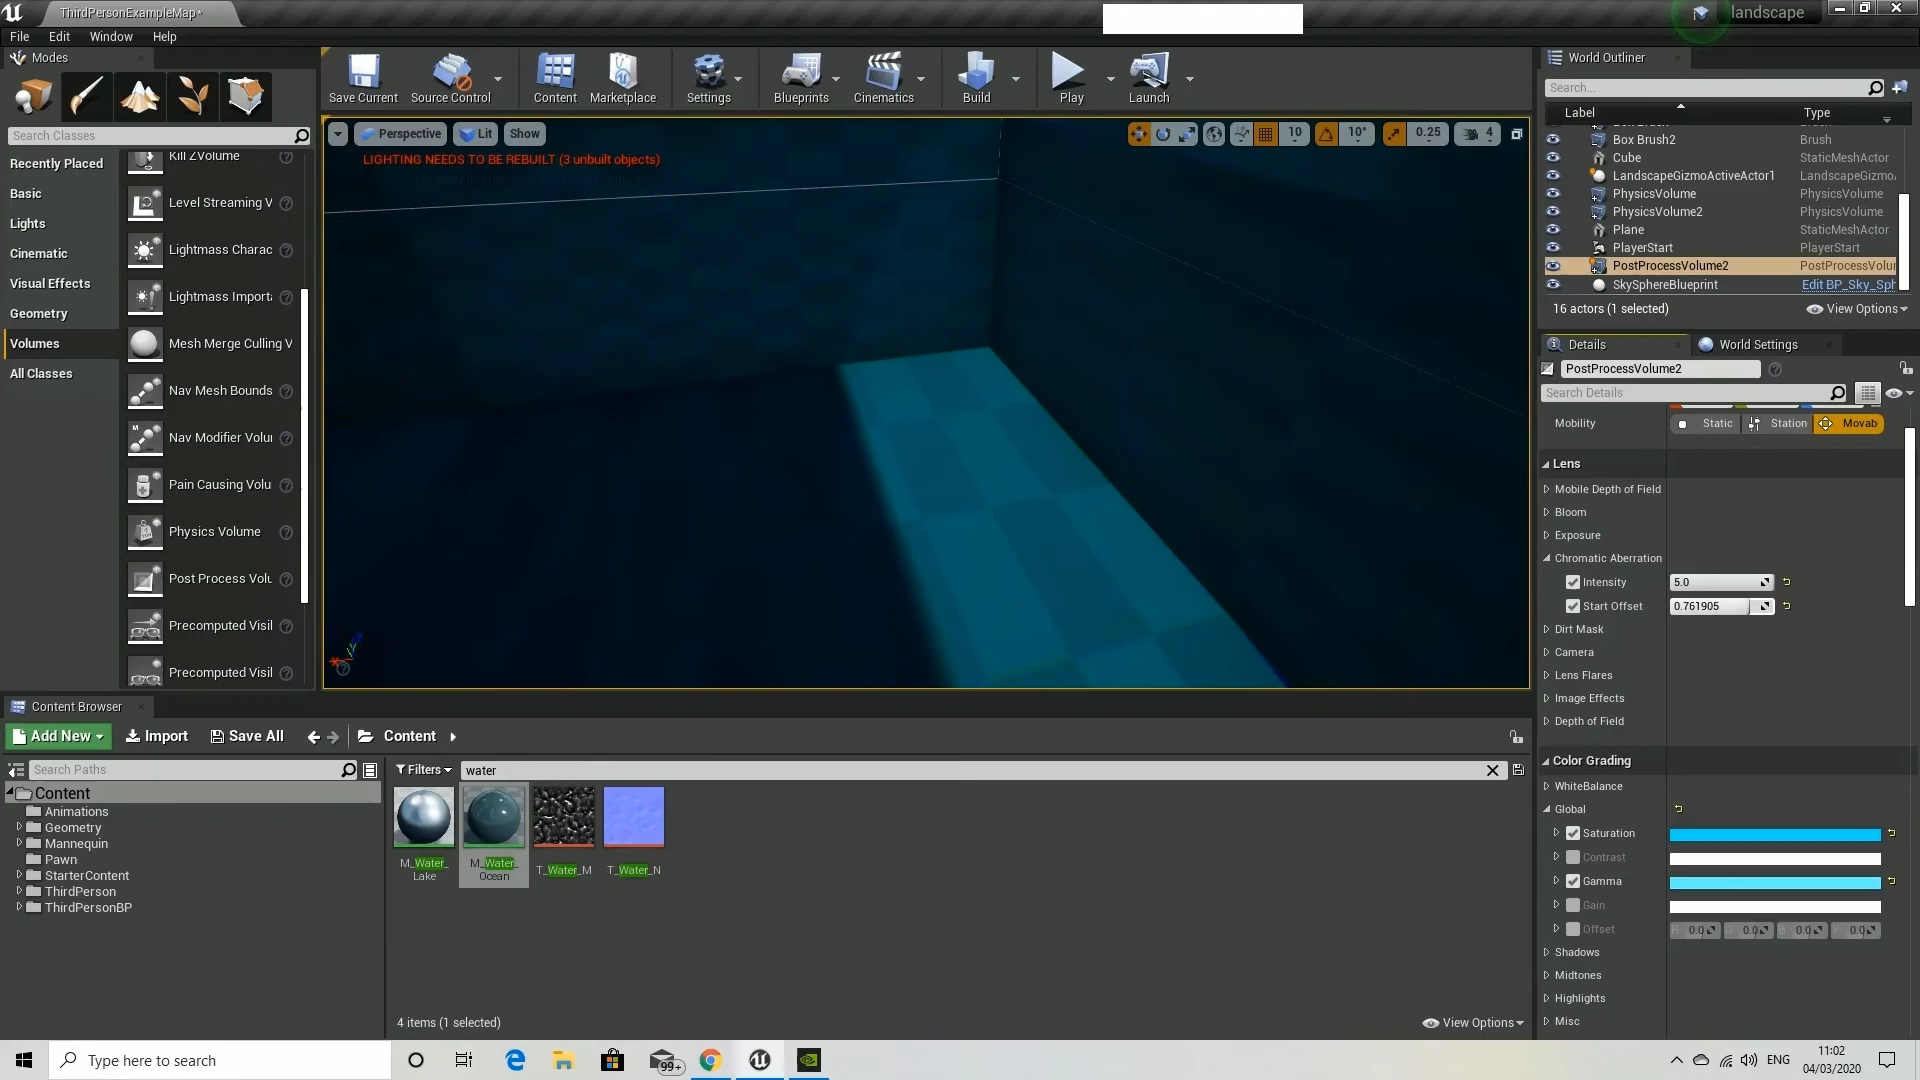 ThirdPersonExampleMap*
landscape
File Edit Window Help
Modes
Save Current
Source Control
Content
Marketplace
Settings
Blueprints
Cinematics
Build
Play
Launch
Search Classes
Recently Placed
Basic
Lights
Cinematic
Visual Effects
Geometry
Volumes
All Classes
Kill ZVolume
Level Streaming V
Lightmass Charac
Lightmass Importa
Mesh Merge Culling V
Nav Mesh Bounds
Nav Modifier Volu
Pain Causing Volu
Physics Volume
Post Process Volu
Precomputed Visil
Precomputed Visil
Perspective Lit Show
10 10° 0.25 4
LIGHTING NEEDS TO BE REBUILT (3 unbuilt objects)
World Outliner
Search...
Label Type
Box Brush2 Brush
Cube StaticMeshActor
LandscapeGizmoActiveActor1 LandscapeGizmo
PhysicsVolume PhysicsVolume
PhysicsVolume2 PhysicsVolume
Plane StaticMeshActor
PlayerStart PlayerStart
PostProcessVolume2 PostProcessVolur
SkySphereBlueprint Edit BP_Sky_Sph
16 actors (1 selected) View Options
Details World Settings
PostProcessVolume2
Search Details
Mobility Static Station Movab
Lens
Mobile Depth of Field
Bloom
Exposure
Chromatic Aberration
Intensity 5.0
Start Offset 0.761905
Dirt Mask
Camera
Lens Flares
Image Effects
Depth of Field
Color Grading
WhiteBalance
Global
Saturation
Contrast
Gamma
Gain
Offset R 0.0 G 0.0 B 0.0 Y 0.0
Shadows
Midtones
Highlights
Misc
Content Browser
Add New Import Save All Content
Search Paths
Filters water
Content
Animations
Geometry
Mannequin
Pawn
StarterContent
ThirdPerson
ThirdPersonBP
M_Water_
Lake
M_Water_
Ocean
T_Water_M
T_Water_N
4 items (1 selected)
View Options
Type here to search
99+
ENG
11:02
04/03/2020